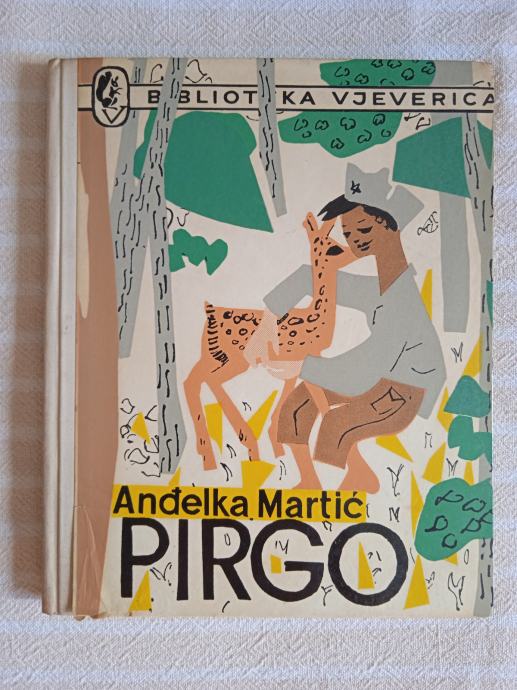 BIBLIOTEKA VJEVERICA
Anđelka Martić
PIRGO